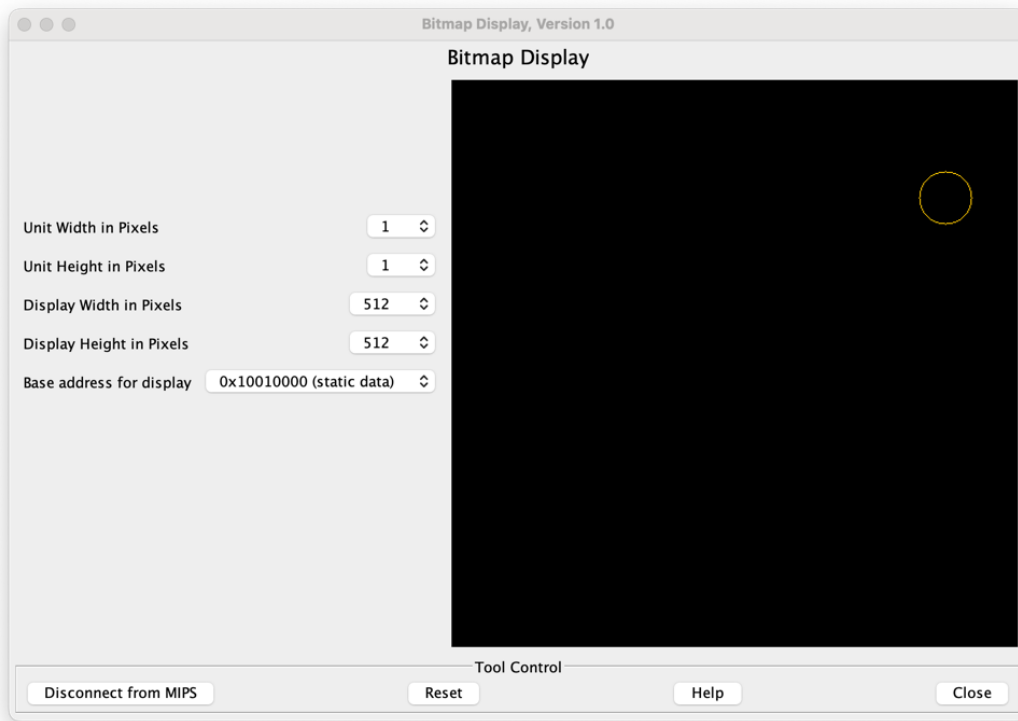 Bitmap Display, Version 1.0
Bitmap Display
Unit Width in Pixels 1
Unit Height in Pixels 1
Display Width in Pixels 512
Display Height in Pixels 512
Base address for display 0x10010000 (static data)
Tool Control
Disconnect from MIPS Reset Help Close